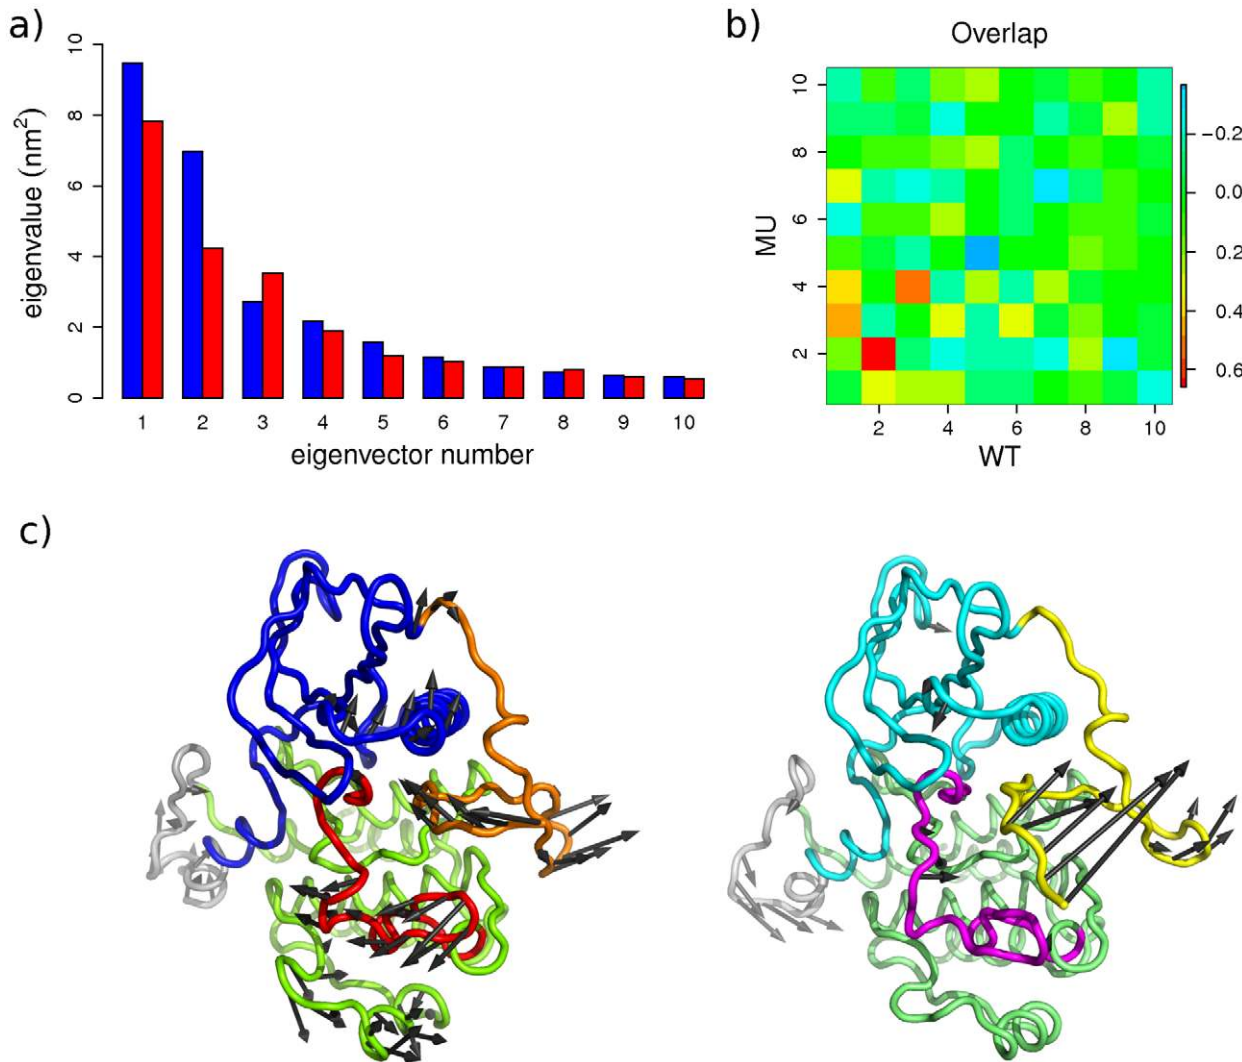 a)
eigenvalue (nm²)
10
8
6
4
2
0
1 2 3 4 5 6 7 8 9 10
eigenvector number
b)
Overlap
MU
10
8
6
4
2
2 4 6 8 10
WT
−0.2
0.0
0.2
0.4
0.6
c)